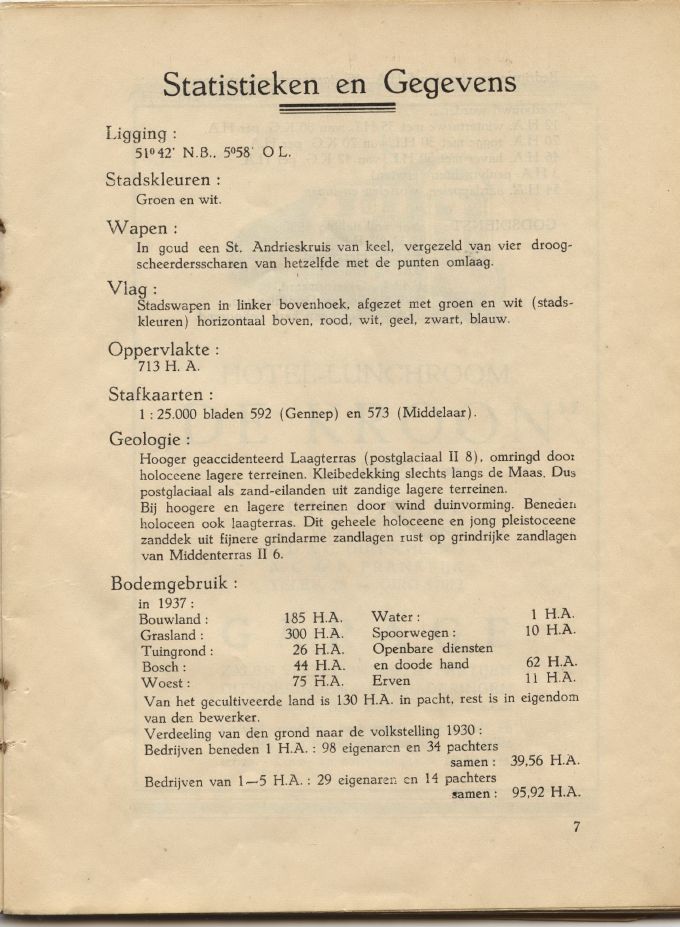 Statistieken en Gegevens
Ligging :
51° 42' N.B., 5°58' O L.
Stadskleuren :
Groen en wit.
Wapen :
In goud een St. Andrieskruis van keel, vergezeld van vier droog-
scheerdersscharen van hetzelfde met de punten omlaag.
Vlag :
Stadswapen in linker bovenhoek, afgezet met groen en wit (stads-
kleuren) horizontaal boven, rood, wit, geel, zwart, blauw.
Oppervlakte :
713 H. A.
Stafkaarten :
1 : 25.000 bladen 592 (Gennep) en 573 (Middelaar).
Geologie :
Hooger geaccidenteerd Laagterras (postglaciaal II 8), omringd door
holoceene lagere terreinen. Kleibedekking slechts langs de Maas. Dus
postglaciaal als zand-eilanden uit zandige lagere terreinen.
Bij hoogere en lagere terreinen door wind duinvorming. Beneden
holoceen ook laagterras. Dit geheele holoceene en jong pleistoceene
zanddek uit fijnere grindarme zandlagen rust op grindrijke zandlagen
van Middenterras II 6.
Bodemgebruik :
in 1937 :
Bouwland : 185 H.A. Water : 1 H.A.
Grasland : 300 H.A. Spoorwegen : 10 H.A.
Tuingrond : 26 H.A. Openbare diensten
Bosch : 44 H.A. en doode hand 62 H.A.
Woest : 75 H.A. Erven 11 H.A.
Van het gecultiveerde land is 130 H.A. in pacht, rest is in eigendom
van den bewerker.
Verdeeling van den grond naar de volkstelling 1930 :
Bedrijven beneden 1 H.A. : 98 eigenaren en 34 pachters
samen : 39,56 H.A.
Bedrijven van 1—5 H.A. : 29 eigenaren en 14 pachters
samen : 95,92 H.A.
7